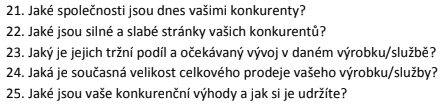 21. Jaké společnosti jsou dnes vašimi konkurenty?
22. Jaké jsou silné a slabé stránky vašich konkurentů?
23. Jaký je jejich tržní podíl a očekávaný vývoj v daném výrobku/službě?
24. Jaká je současná velikost celkového prodeje vašeho výrobku/služby?
25. Jaké jsou vaše konkurenční výhody a jak si je udržíte?